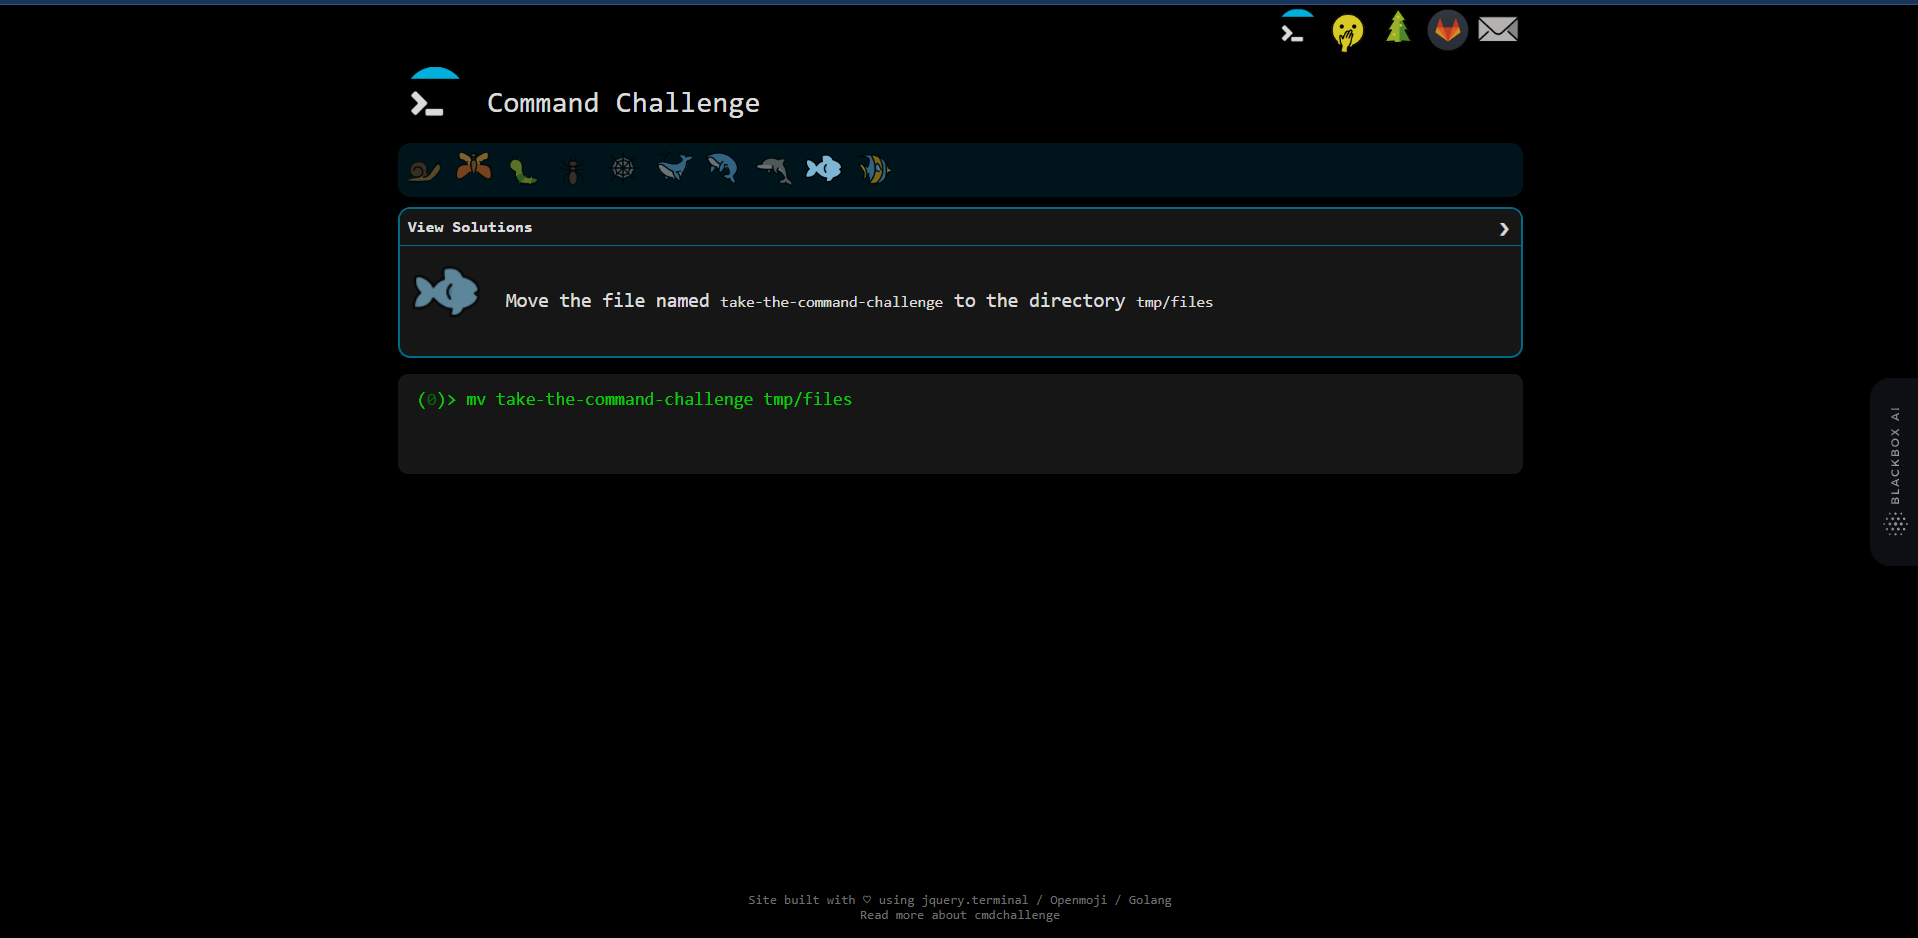 Command Challenge
View Solutions
Move the file named take-the-command-challenge to the directory tmp/files
(0)> mv take-the-command-challenge tmp/files
BLACKBOX AI
Site built with ♡ using jquery.terminal / Openmoji / Golang
Read more about cmdchallenge